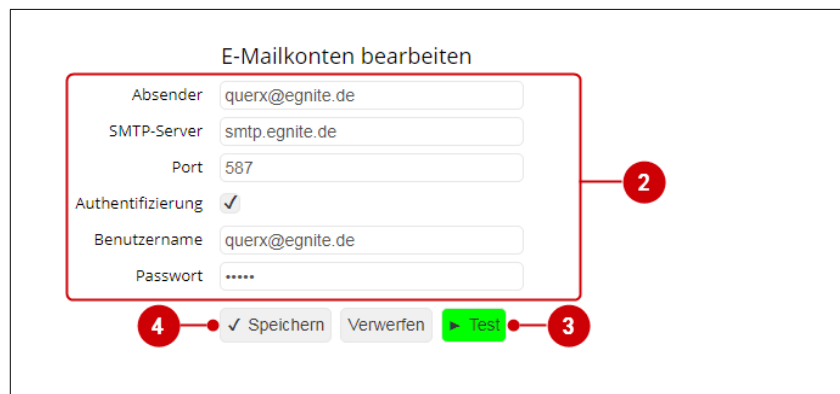 E-Mailkonten bearbeiten
Absender querx@egnite.de
SMTP-Server smtp.egnite.de
Port 587
2
Authentifizierung ✓
Benutzername querx@egnite.de
Passwort •••••
4 ✓ Speichern Verwerfen ► Test 3